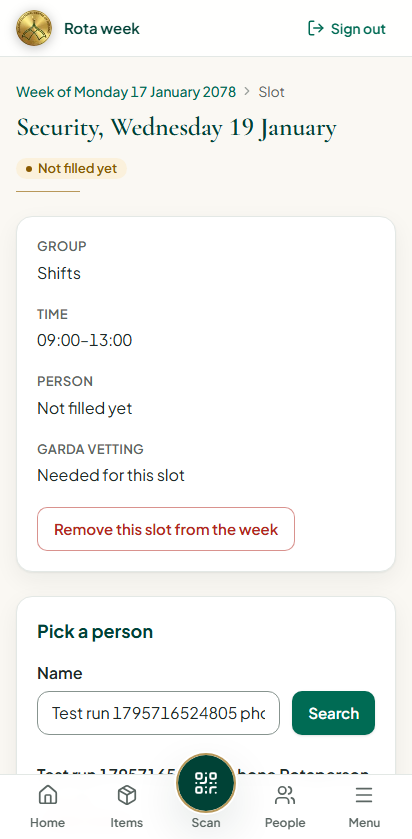 Rota week
Sign out
Week of Monday 17 January 2078 > Slot
Security, Wednesday 19 January
Not filled yet
GROUP
Shifts
TIME
09:00–13:00
PERSON
Not filled yet
GARDA VETTING
Needed for this slot
Remove this slot from the week
Pick a person
Name
Test run 1795716524805 pho
Search
Home
Items
Scan
People
Menu